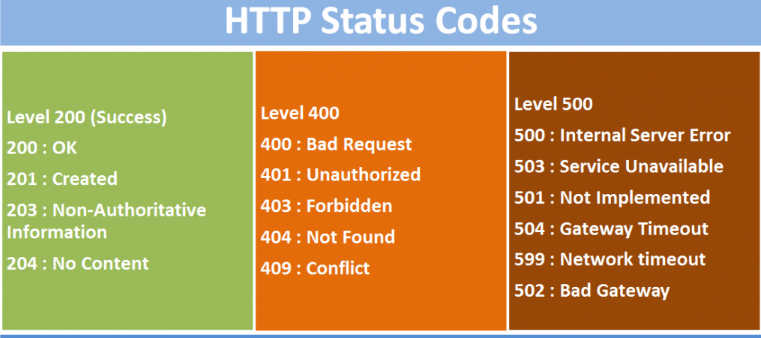 HTTP Status Codes
Level 200 (Success)
200 : OK
201 : Created
203 : Non-Authoritative
Information
204 : No Content
Level 400
400 : Bad Request
401 : Unauthorized
403 : Forbidden
404 : Not Found
409 : Conflict
Level 500
500 : Internal Server Error
503 : Service Unavailable
501 : Not Implemented
504 : Gateway Timeout
599 : Network timeout
502 : Bad Gateway